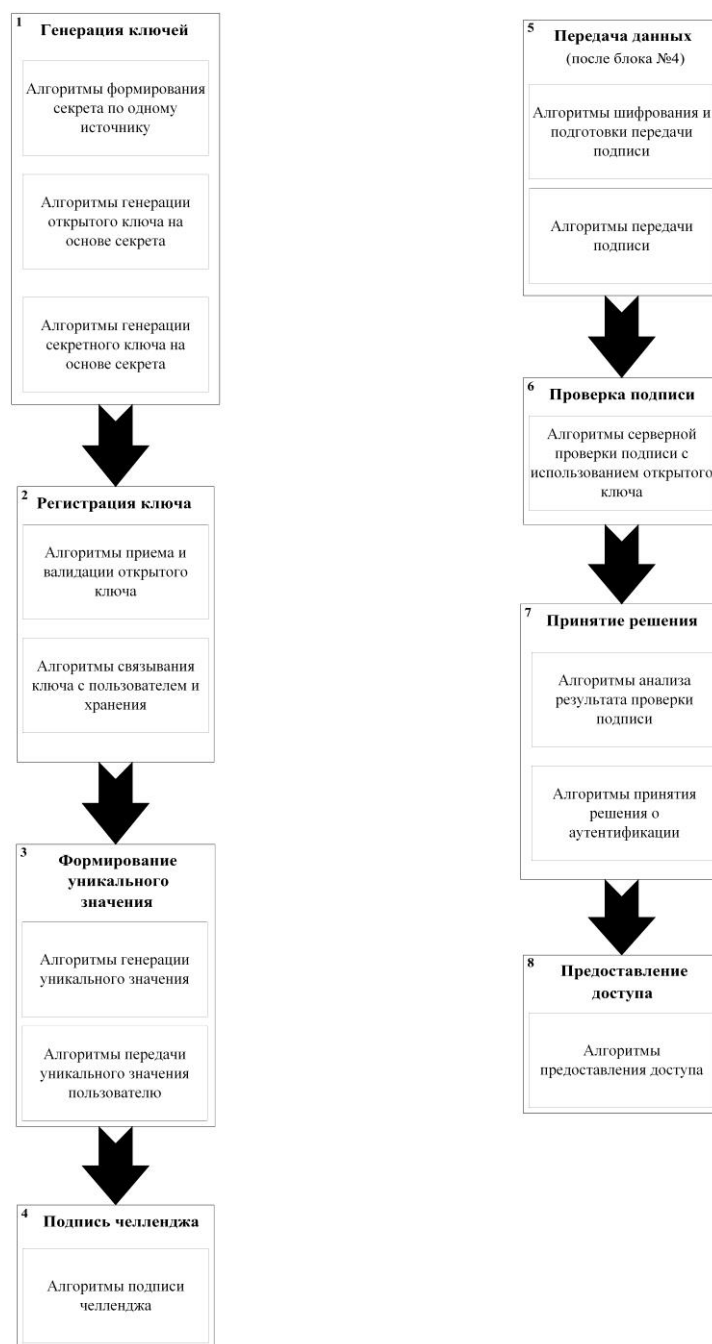 1
Генерация ключей
Алгоритмы формирования
секрета по одному
источнику
Алгоритмы генерации
открытого ключа на
основе секрета
Алгоритмы генерации
секретного ключа на
основе секрета
2
Регистрация ключа
Алгоритмы приема и
валидации открытого
ключа
Алгоритмы связывания
ключа с пользователем и
хранения
3
Формирование
уникального
значения
Алгоритмы генерации
уникального значения
Алгоритмы передачи
уникального значения
пользователю
4
Подпись челленджа
Алгоритмы подписи
челленджа
5
Передача данных
(после блока №4)
Алгоритмы шифрования и
подготовки передачи
подписи
Алгоритмы передачи
подписи
6
Проверка подписи
Алгоритмы серверной
проверки подписи с
использованием открытого
ключа
7
Принятие решения
Алгоритмы анализа
результата проверки
подписи
Алгоритмы принятия
решения о
аутентификации
8
Предоставление
доступа
Алгоритмы
предоставления доступа